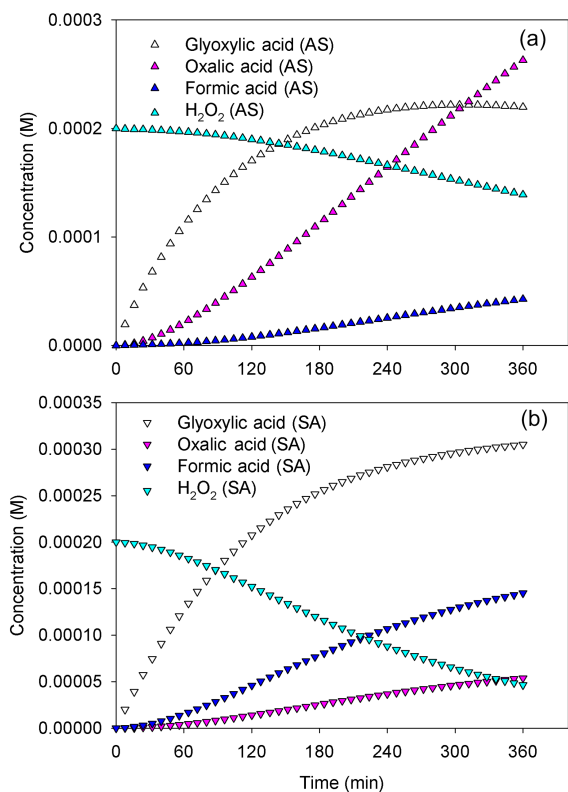 (a)
Glyoxylic acid (AS)
Oxalic acid (AS)
Formic acid (AS)
H₂O₂ (AS)
Concentration (M)
0.0003
0.0002
0.0001
0.0000
0 60 120 180 240 300 360
(b)
Glyoxylic acid (SA)
Oxalic acid (SA)
Formic acid (SA)
H₂O₂ (SA)
Concentration (M)
0.00035
0.00030
0.00025
0.00020
0.00015
0.00010
0.00005
0.00000
0 60 120 180 240 300 360
Time (min)